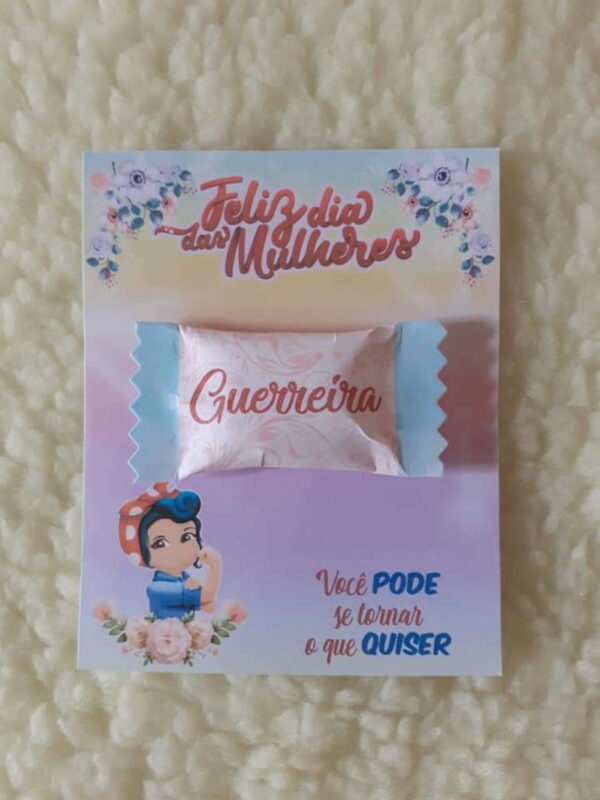 Feliz dia
das Mulheres
Guerreira
Você PODE
se tornar
o que QUISER